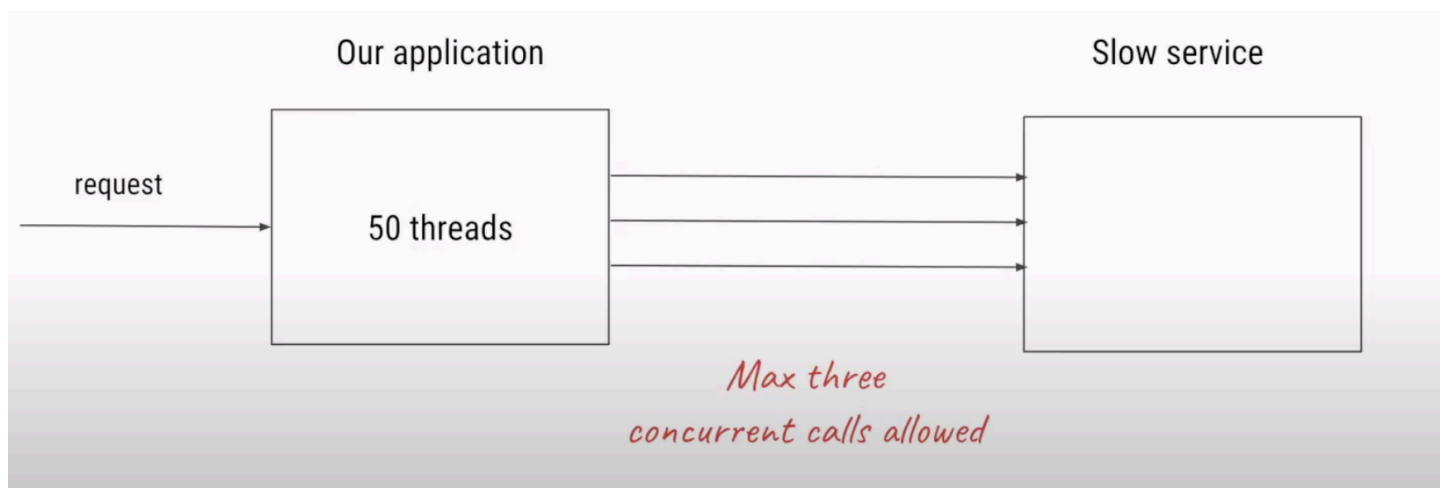 Our application
Slow service
request
50 threads
Max three
concurrent calls allowed